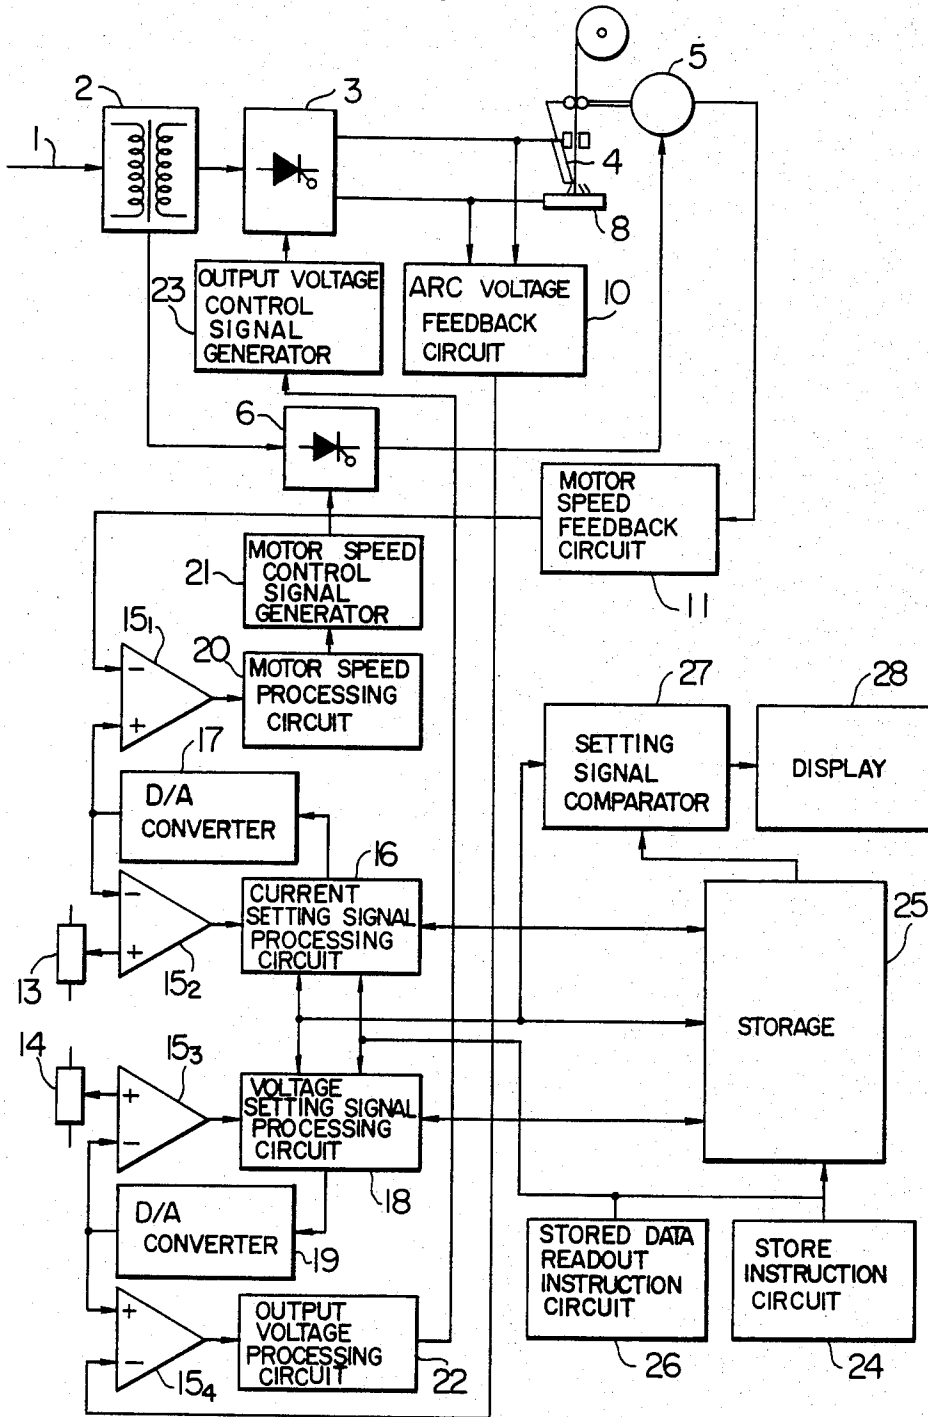 5
2
3
1
4
8
OUTPUT VOLTAGE
CONTROL
SIGNAL
GENERATOR
23
ARC VOLTAGE
FEEDBACK
CIRCUIT
10
6
MOTOR
SPEED
FEEDBACK
CIRCUIT
11
MOTOR SPEED
CONTROL
SIGNAL
GENERATOR
21
15₁
−
+
20
MOTOR SPEED
PROCESSING
CIRCUIT
27
SETTING
SIGNAL
COMPARATOR
28
DISPLAY
17
D/A
CONVERTER
16
CURRENT
SETTING SIGNAL
PROCESSING
CIRCUIT
−
+
15₂
13
25
STORAGE
14
15₃
+
−
VOLTAGE
SETTING SIGNAL
PROCESSING
CIRCUIT
18
D/A
CONVERTER
19
STORED DATA
READOUT
INSTRUCTION
CIRCUIT
26
STORE
INSTRUCTION
CIRCUIT
24
+
−
15₄
OUTPUT
VOLTAGE
PROCESSING
CIRCUIT
22